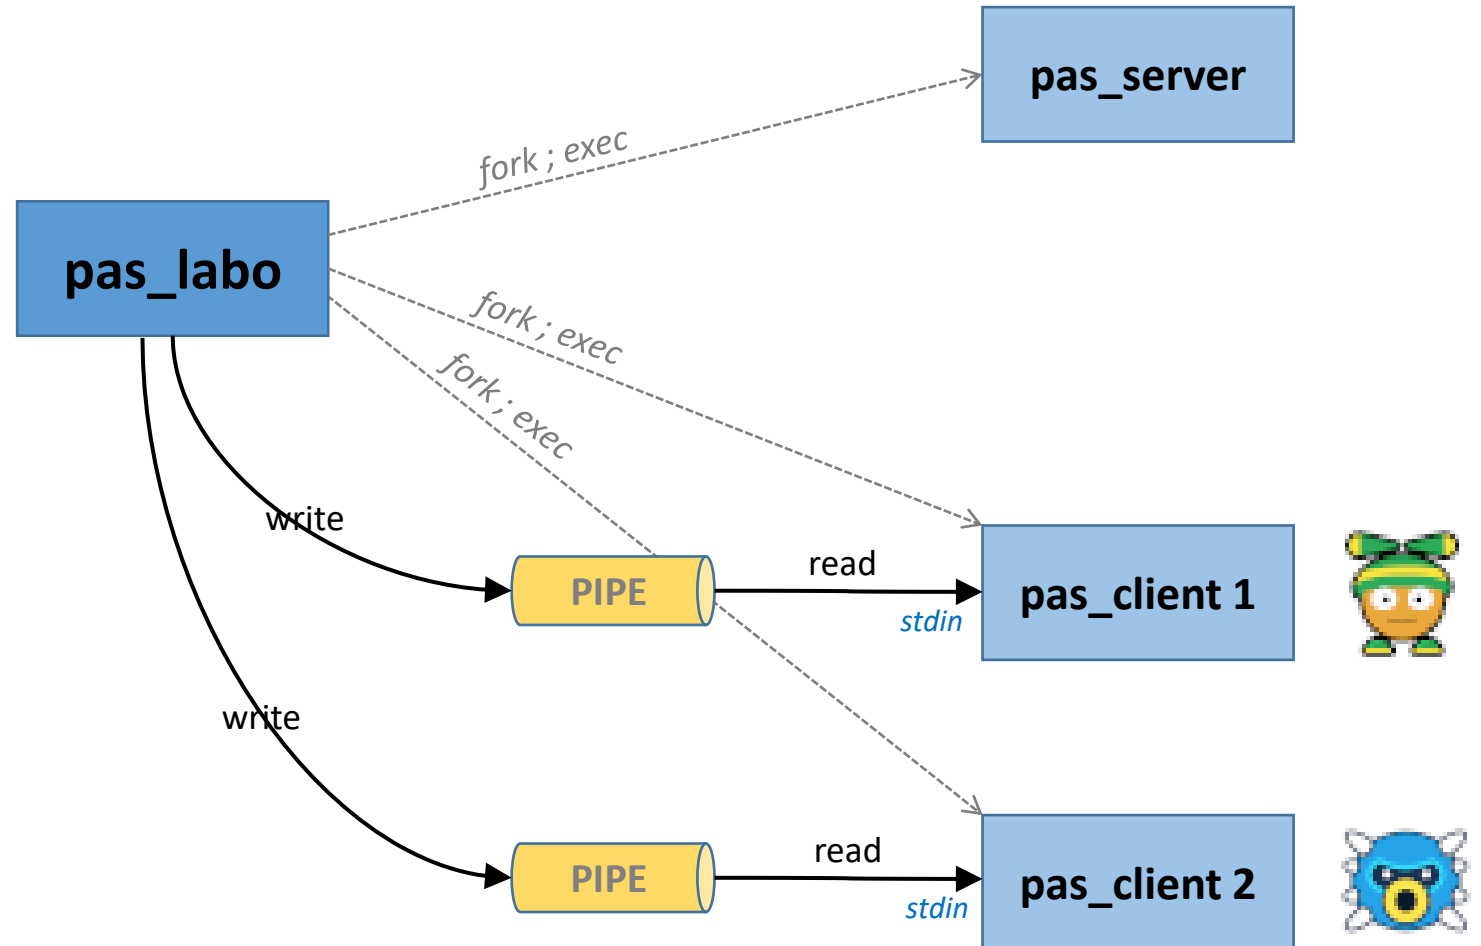 pas_server
fork ; exec
pas_labo
fork ; exec
fork ; exec
write
PIPE
read
stdin
pas_client 1
write
PIPE
read
stdin
pas_client 2